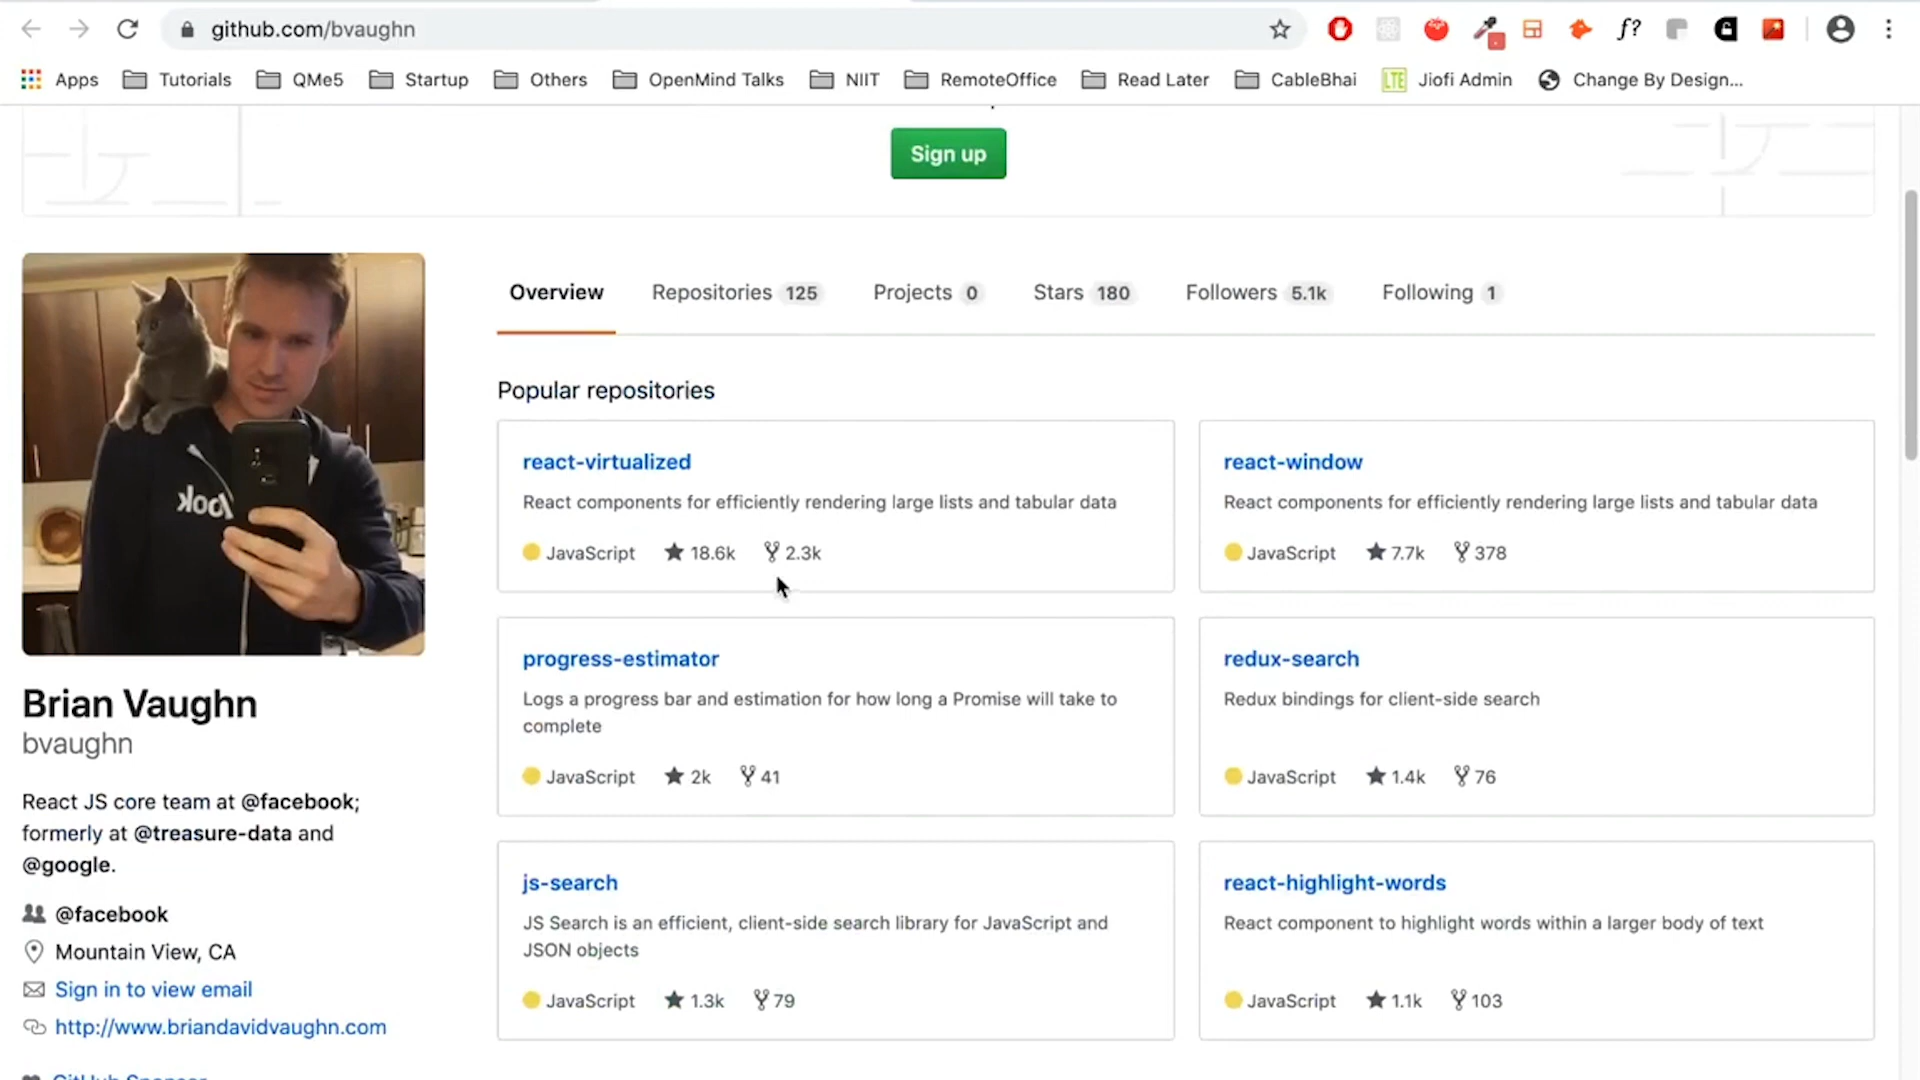 github.com/bvaughn
f?
Apps
Tutorials
QMe5
Startup
Others
OpenMind Talks
NIIT
RemoteOffice
Read Later
CableBhai
LTE
Jiofi Admin
Change By Design...
Sign up
Overview
Repositories 125
Projects 0
Stars 180
Followers 5.1k
Following 1
Popular repositories
react-virtualized
React components for efficiently rendering large lists and tabular data
JavaScript 18.6k 2.3k
react-window
React components for efficiently rendering large lists and tabular data
JavaScript 7.7k 378
progress-estimator
Logs a progress bar and estimation for how long a Promise will take to
complete
JavaScript 2k 41
redux-search
Redux bindings for client-side search
JavaScript 1.4k 76
js-search
JS Search is an efficient, client-side search library for JavaScript and
JSON objects
JavaScript 1.3k 79
react-highlight-words
React component to highlight words within a larger body of text
JavaScript 1.1k 103
Brian Vaughn
bvaughn
React JS core team at @facebook;
formerly at @treasure-data and
@google.
@facebook
Mountain View, CA
Sign in to view email
http://www.briandavidvaughn.com